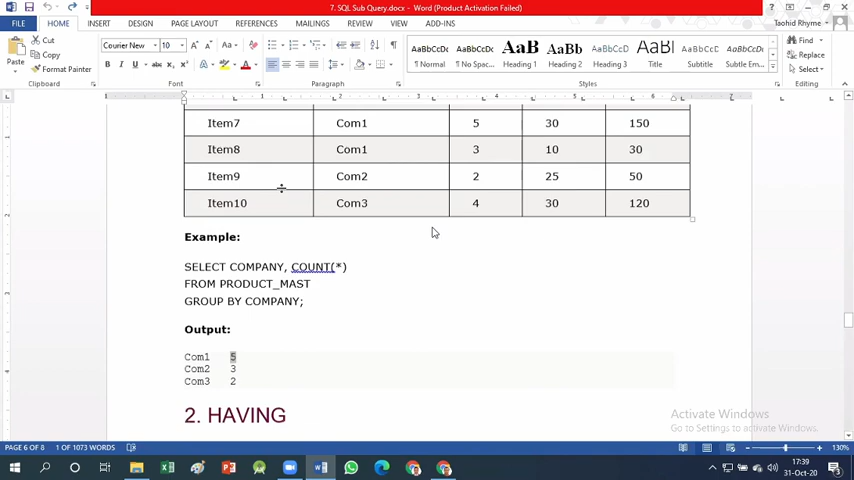 7. SQL Sub Query.docx - Word (Product Activation Failed)
FILE HOME INSERT DESIGN PAGE LAYOUT REFERENCES MAILINGS REVIEW VIEW ADD-INS Tashid Rhyme
Paste Cut Copy Format Painter
Courier New 10
AaBbCcDc AaBbCcDc AaBb AaBb AaBbCcDc AaBl AaBbCcC AaBbCcDc
¶ Normal ¶ No Spac... Heading 1 Heading 2 Heading 3 Title Subtitle Subtle Em...
Find Replace Select
Clipboard Font Paragraph Styles Editing
Item7 Com1 5 30 150
Item8 Com1 3 10 30
Item9 Com2 2 25 50
Item10 Com3 4 30 120
Example:
SELECT COMPANY, COUNT(*)
FROM PRODUCT_MAST
GROUP BY COMPANY;
Output:
Com1 5
Com2 3
Com3 2
2. HAVING
Activate Windows
Go to Settings to activate Windows.
PAGE 6 OF 8 1 OF 1073 WORDS 130%
17:39
31-Oct-20